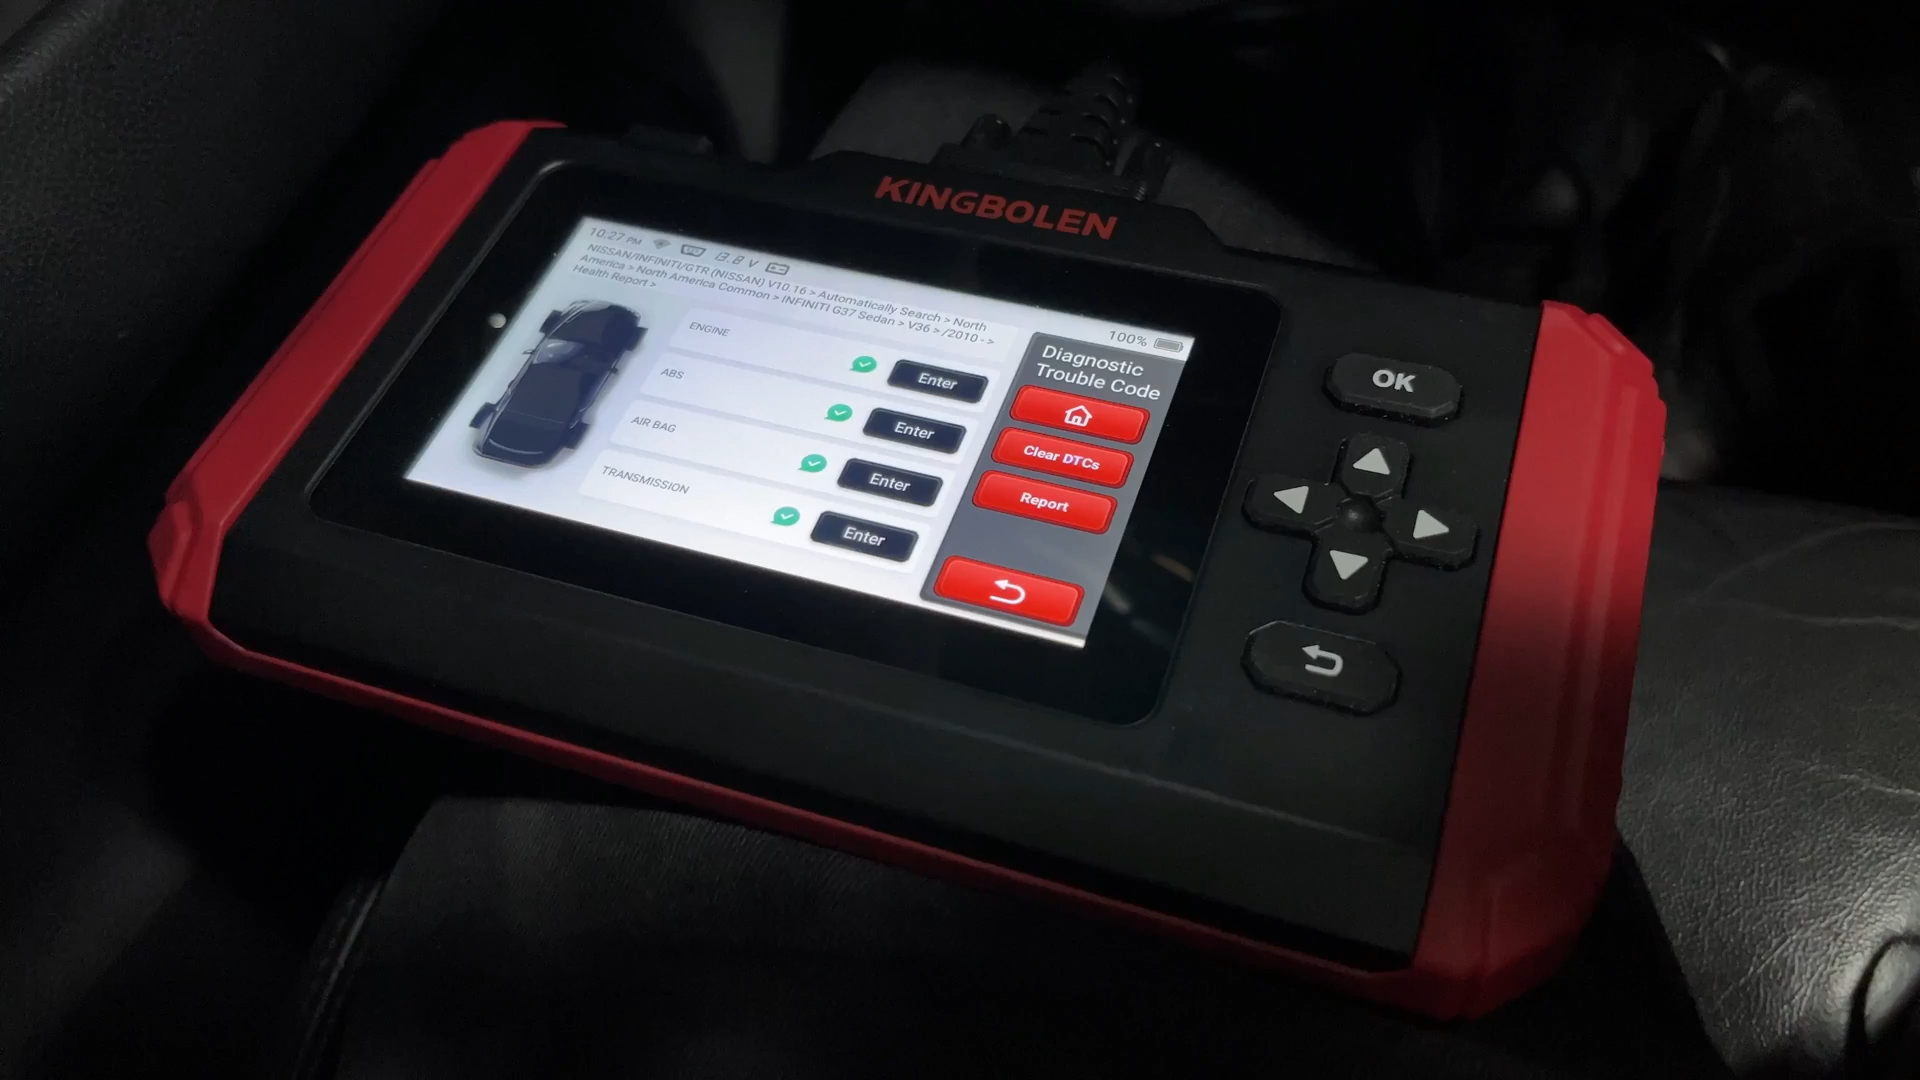 KINGBOLEN
10:27 PM 13.8 V
100%
NISSAN/INFINITI/GTR (NISSAN) V10.16 > Automatically Search > North
America > North America Common > INFINITI G37 Sedan > V36 > /2010 - >
Health Report >
Diagnostic
Trouble Code
ENGINE
Enter
ABS
Enter
AIR BAG
Enter
TRANSMISSION
Enter
Clear DTCs
Report
OK